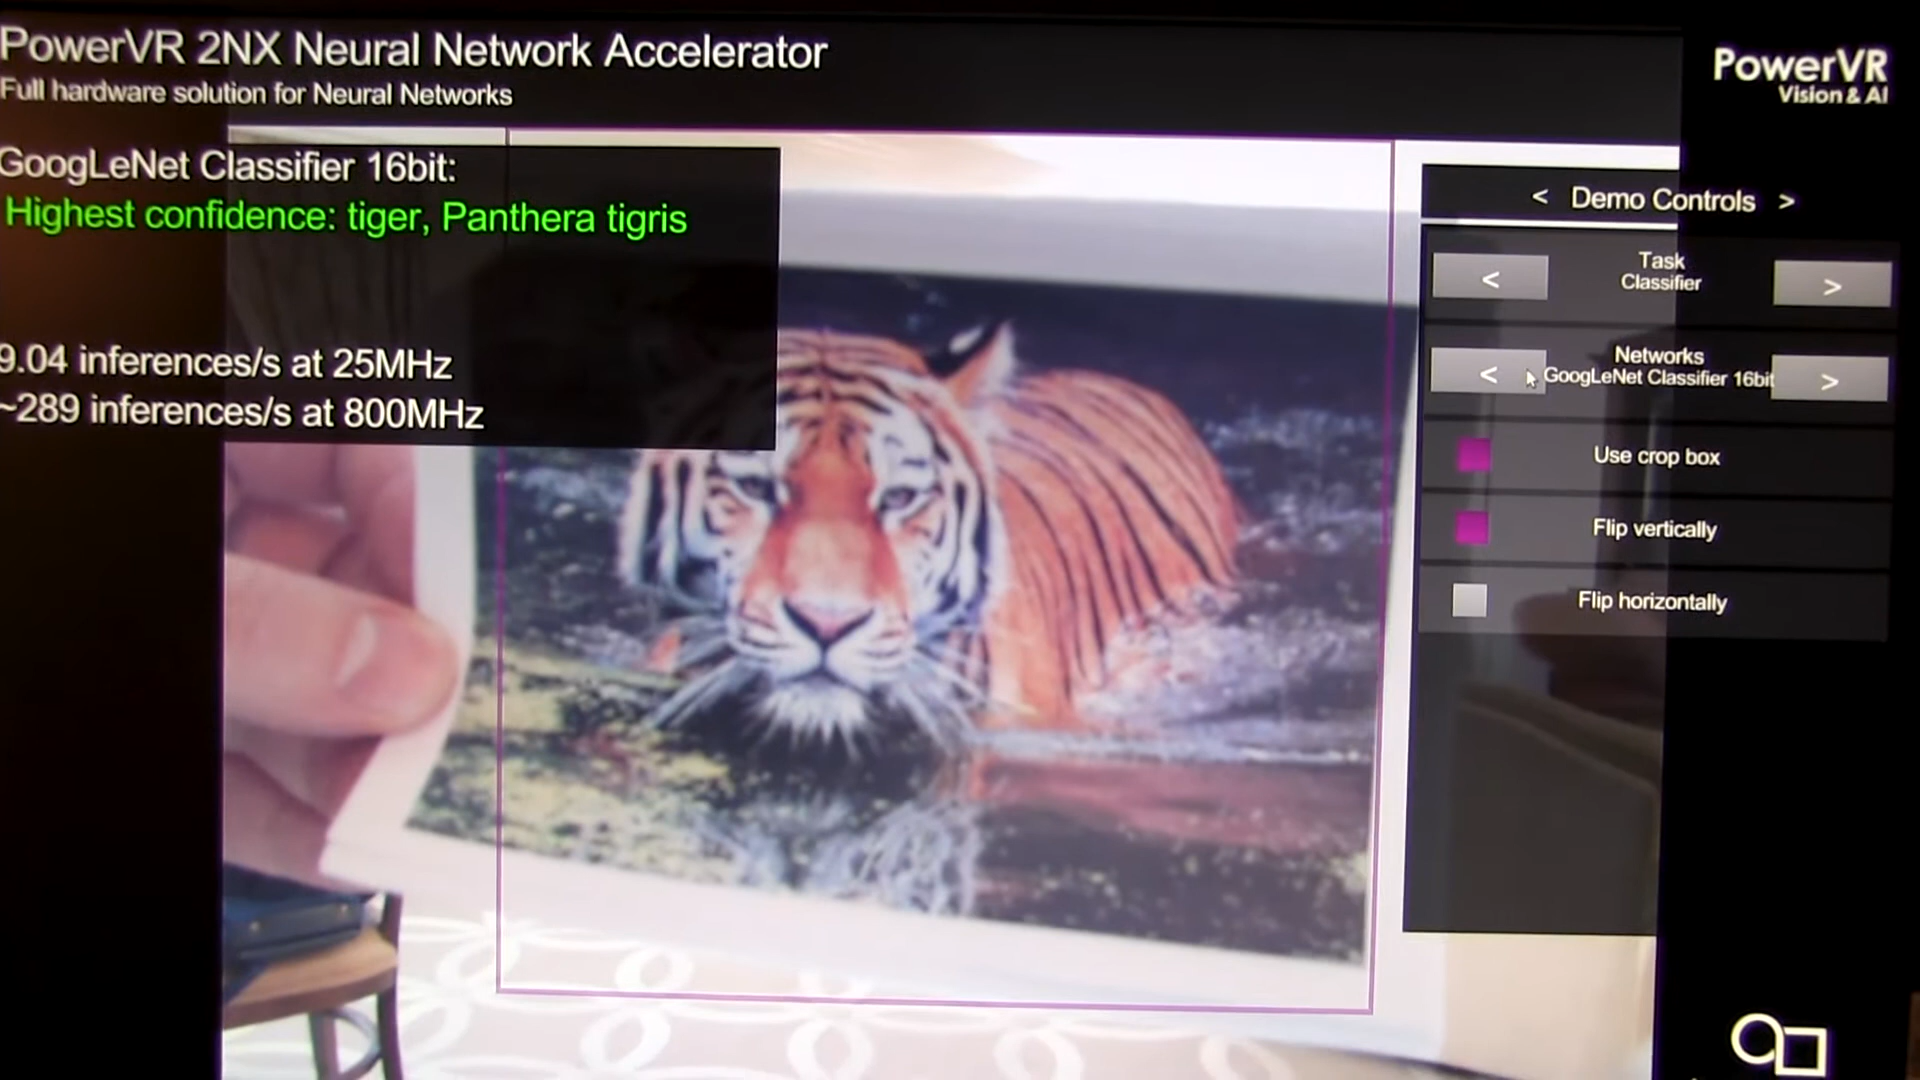 PowerVR 2NX Neural Network Accelerator
Full hardware solution for Neural Networks
PowerVR
Vision & AI
GoogLeNet Classifier 16bit:
Highest confidence: tiger, Panthera tigris
9.04 inferences/s at 25MHz
~289 inferences/s at 800MHz
< Demo Controls >
Task
< Classifier >
Networks
< GoogLeNet Classifier 16bit >
Use crop box
Flip vertically
Flip horizontally